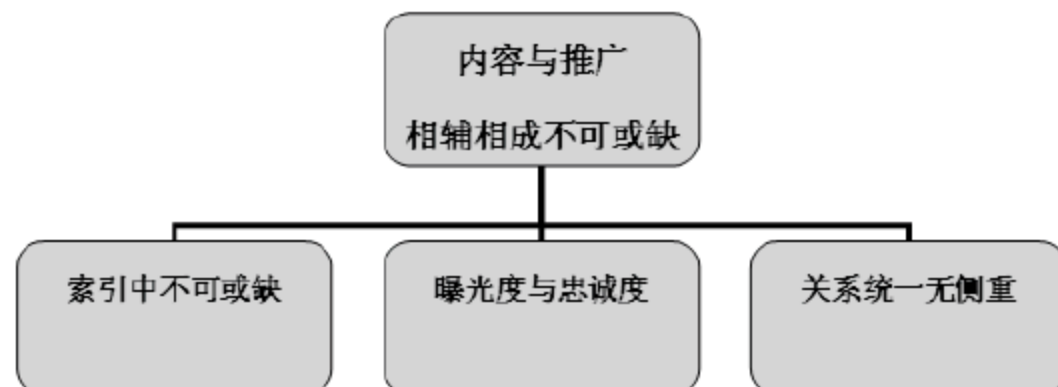 内容与推广
相辅相成不可或缺
索引中不可或缺
曝光度与忠诚度
关系统一无侧重